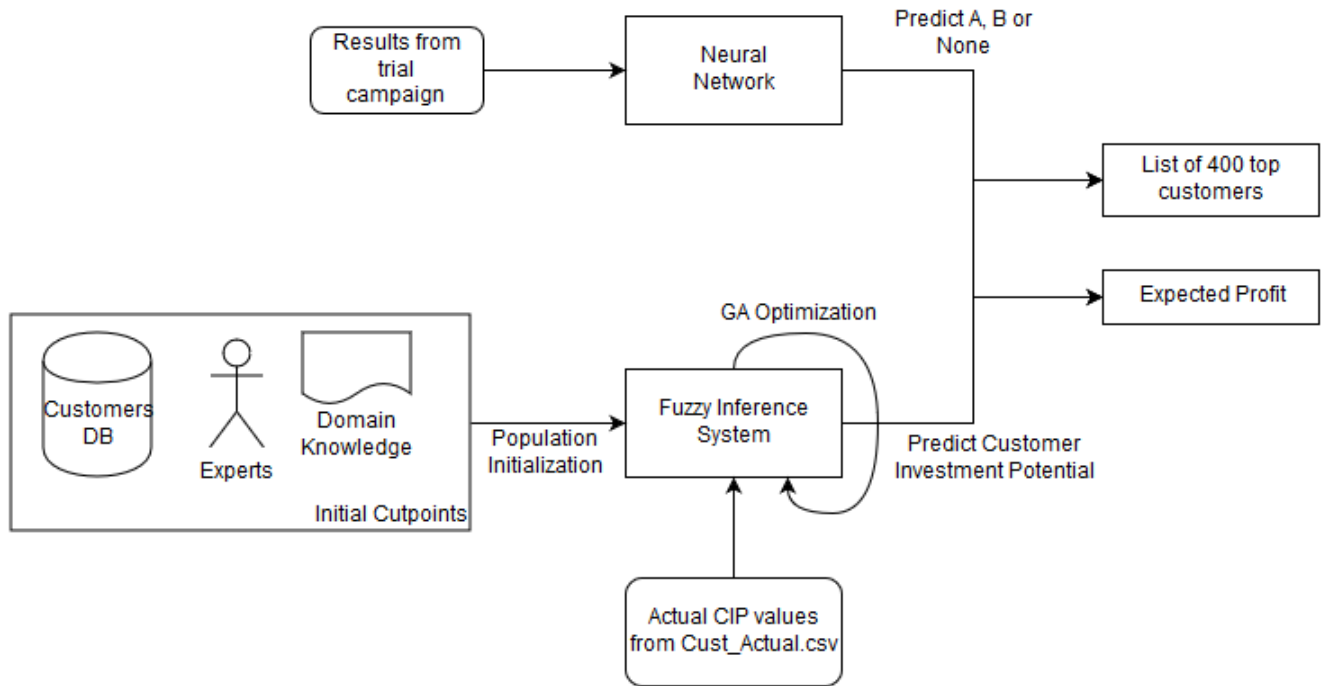 Results from
trial
campaign
Neural
Network
Predict A, B or
None
List of 400 top
customers
Expected Profit
GA Optimization
Customers
DB
Experts
Domain
Knowledge
Initial Cutpoints
Population
Initialization
Fuzzy Inference
System
Predict Customer
Investment Potential
Actual CIP values
from Cust_Actual.csv